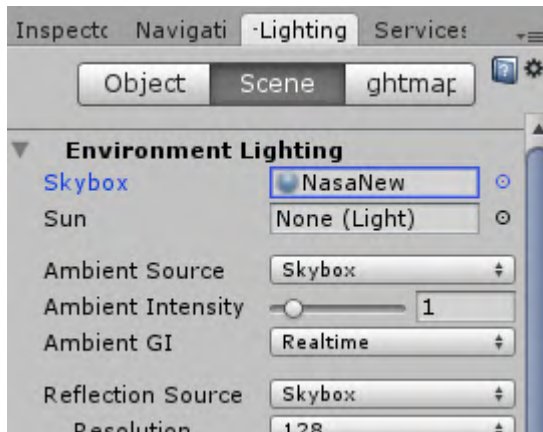 Inspectc Navigati Lighting Services
Object Scene ghtmap
Environment Lighting
Skybox NasaNew
Sun None (Light)
Ambient Source Skybox
Ambient Intensity 1
Ambient GI Realtime
Reflection Source Skybox
Resolution 128